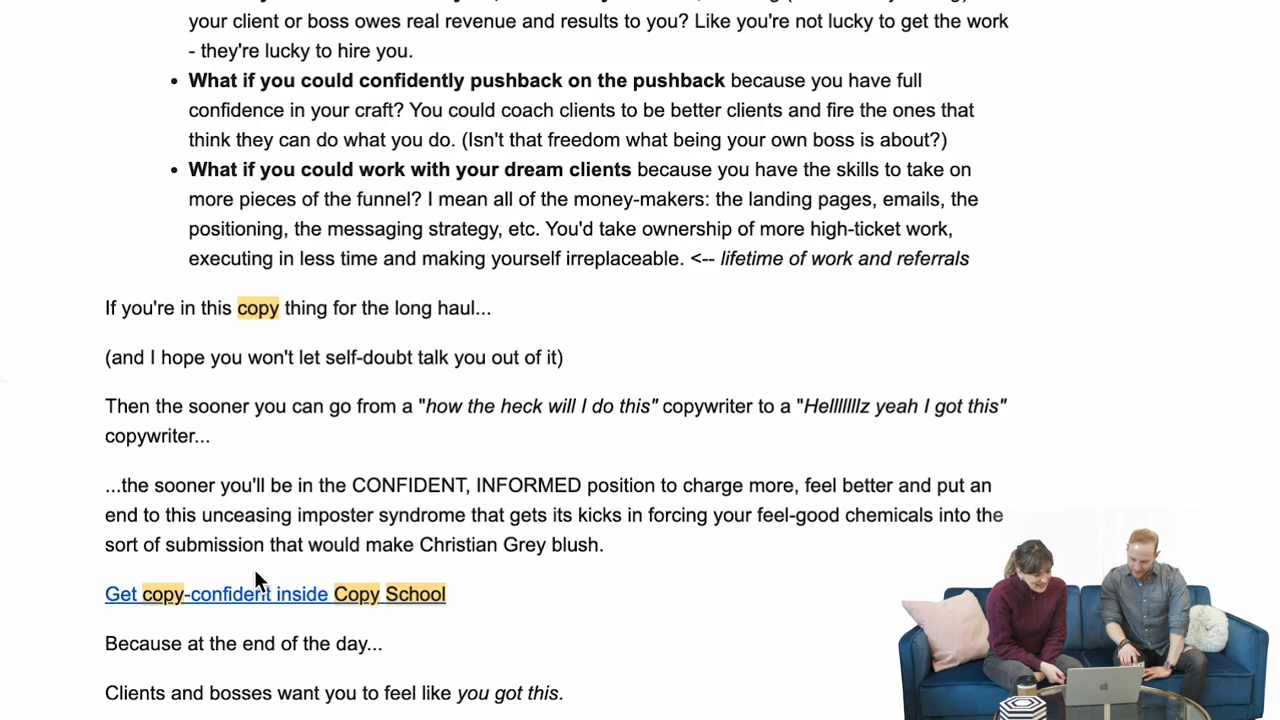 your client or boss owes real revenue and results to you? Like you're not lucky to get the work
- they're lucky to hire you.
• What if you could confidently pushback on the pushback because you have full
confidence in your craft? You could coach clients to be better clients and fire the ones that
think they can do what you do. (Isn't that freedom what being your own boss is about?)
• What if you could work with your dream clients because you have the skills to take on
more pieces of the funnel? I mean all of the money-makers: the landing pages, emails, the
positioning, the messaging strategy, etc. You'd take ownership of more high-ticket work,
executing in less time and making yourself irreplaceable. <-- lifetime of work and referrals
If you're in this copy thing for the long haul...
(and I hope you won't let self-doubt talk you out of it)
Then the sooner you can go from a "how the heck will I do this" copywriter to a "Helllllllz yeah I got this"
copywriter...
...the sooner you'll be in the CONFIDENT, INFORMED position to charge more, feel better and put an
end to this unceasing imposter syndrome that gets its kicks in forcing your feel-good chemicals into the
sort of submission that would make Christian Grey blush.
Get copy-confident inside Copy School
Because at the end of the day...
Clients and bosses want you to feel like you got this.